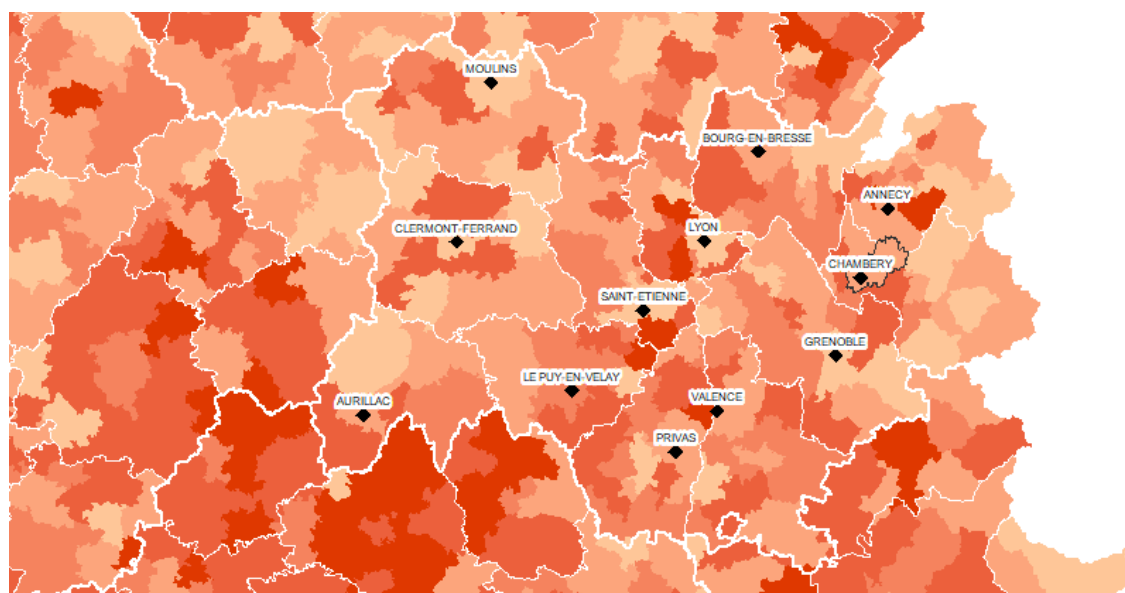 MOULINS
BOURG-EN-BRESSE
ANNECY
CLERMONT-FERRAND
LYON
CHAMBERY
SAINT-ETIENNE
GRENOBLE
LE PUY-EN-VELAY
AURILLAC
VALENCE
PRIVAS